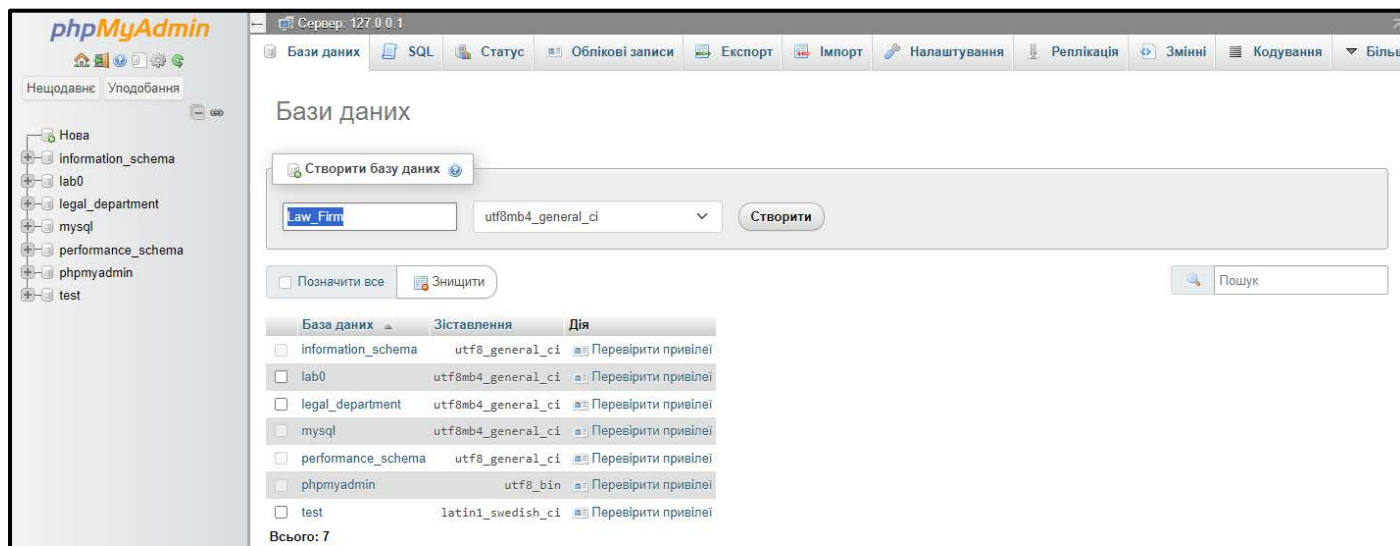 phpMyAdmin
Нещодавнє Уподобання
Нова
information_schema
lab0
legal_department
mysql
performance_schema
phpmyadmin
test
Сервер: 127.0.0.1
Бази даних SQL Статус Облікові записи Експорт Імпорт Налаштування Реплікація Змінні Кодування
Бази даних
Створити базу даних
Law_Firm utf8mb4_general_ci Створити
Позначити все Знищити Пошук
База даних Зіставлення Дія
information_schema utf8_general_ci Перевірити привілеї
lab0 utf8mb4_general_ci Перевірити привілеї
legal_department utf8mb4_general_ci Перевірити привілеї
mysql utf8mb4_general_ci Перевірити привілеї
performance_schema utf8_general_ci Перевірити привілеї
phpmyadmin utf8_bin Перевірити привілеї
test latin1_swedish_ci Перевірити привілеї
Всього: 7